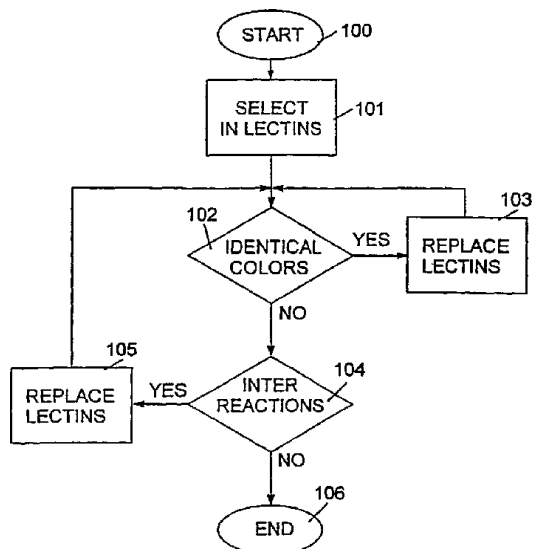 START
100
SELECT
IN LECTINS
101
102
IDENTICAL
COLORS
YES
103
REPLACE
LECTINS
NO
105
REPLACE
LECTINS
YES
INTER
REACTIONS
104
NO
END
106